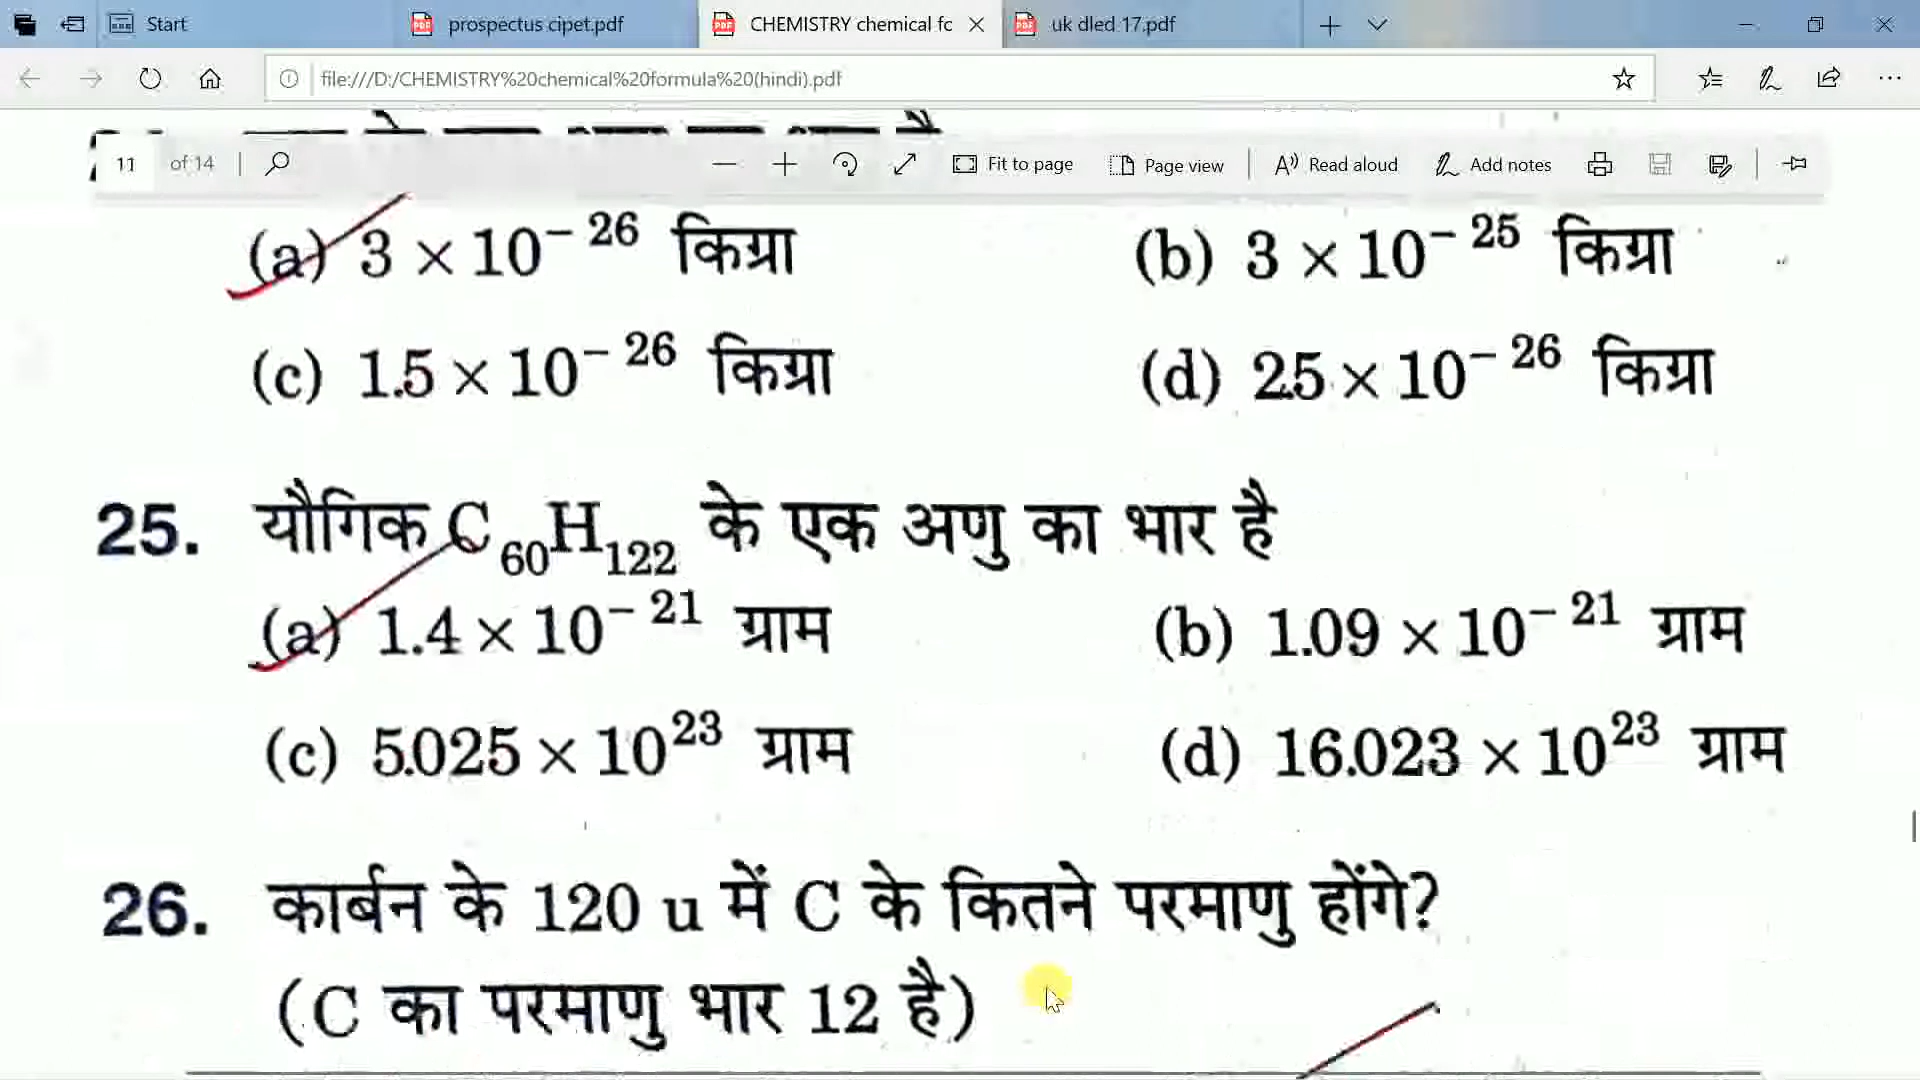 Start
prospectus cipet.pdf
CHEMISTRY chemical fc
uk dled 17.pdf
file:///D:/CHEMISTRY%20chemical%20formula%20(hindi).pdf
11 of 14
Fit to page
Page view
Read aloud
Add notes
(a) 3 × 10⁻²⁶ किग्रा (b) 3 × 10⁻²⁵ किग्रा
(c) 1.5 × 10⁻²⁶ किग्रा (d) 2.5 × 10⁻²⁶ किग्रा
25. यौगिक C₆₀H₁₂₂ के एक अणु का भार है
(a) 1.4 × 10⁻²¹ ग्राम (b) 1.09 × 10⁻²¹ ग्राम
(c) 5.025 × 10²³ ग्राम (d) 16.023 × 10²³ ग्राम
26. कार्बन के 120 u में C के कितने परमाणु होंगे?
(C का परमाणु भार 12 है)